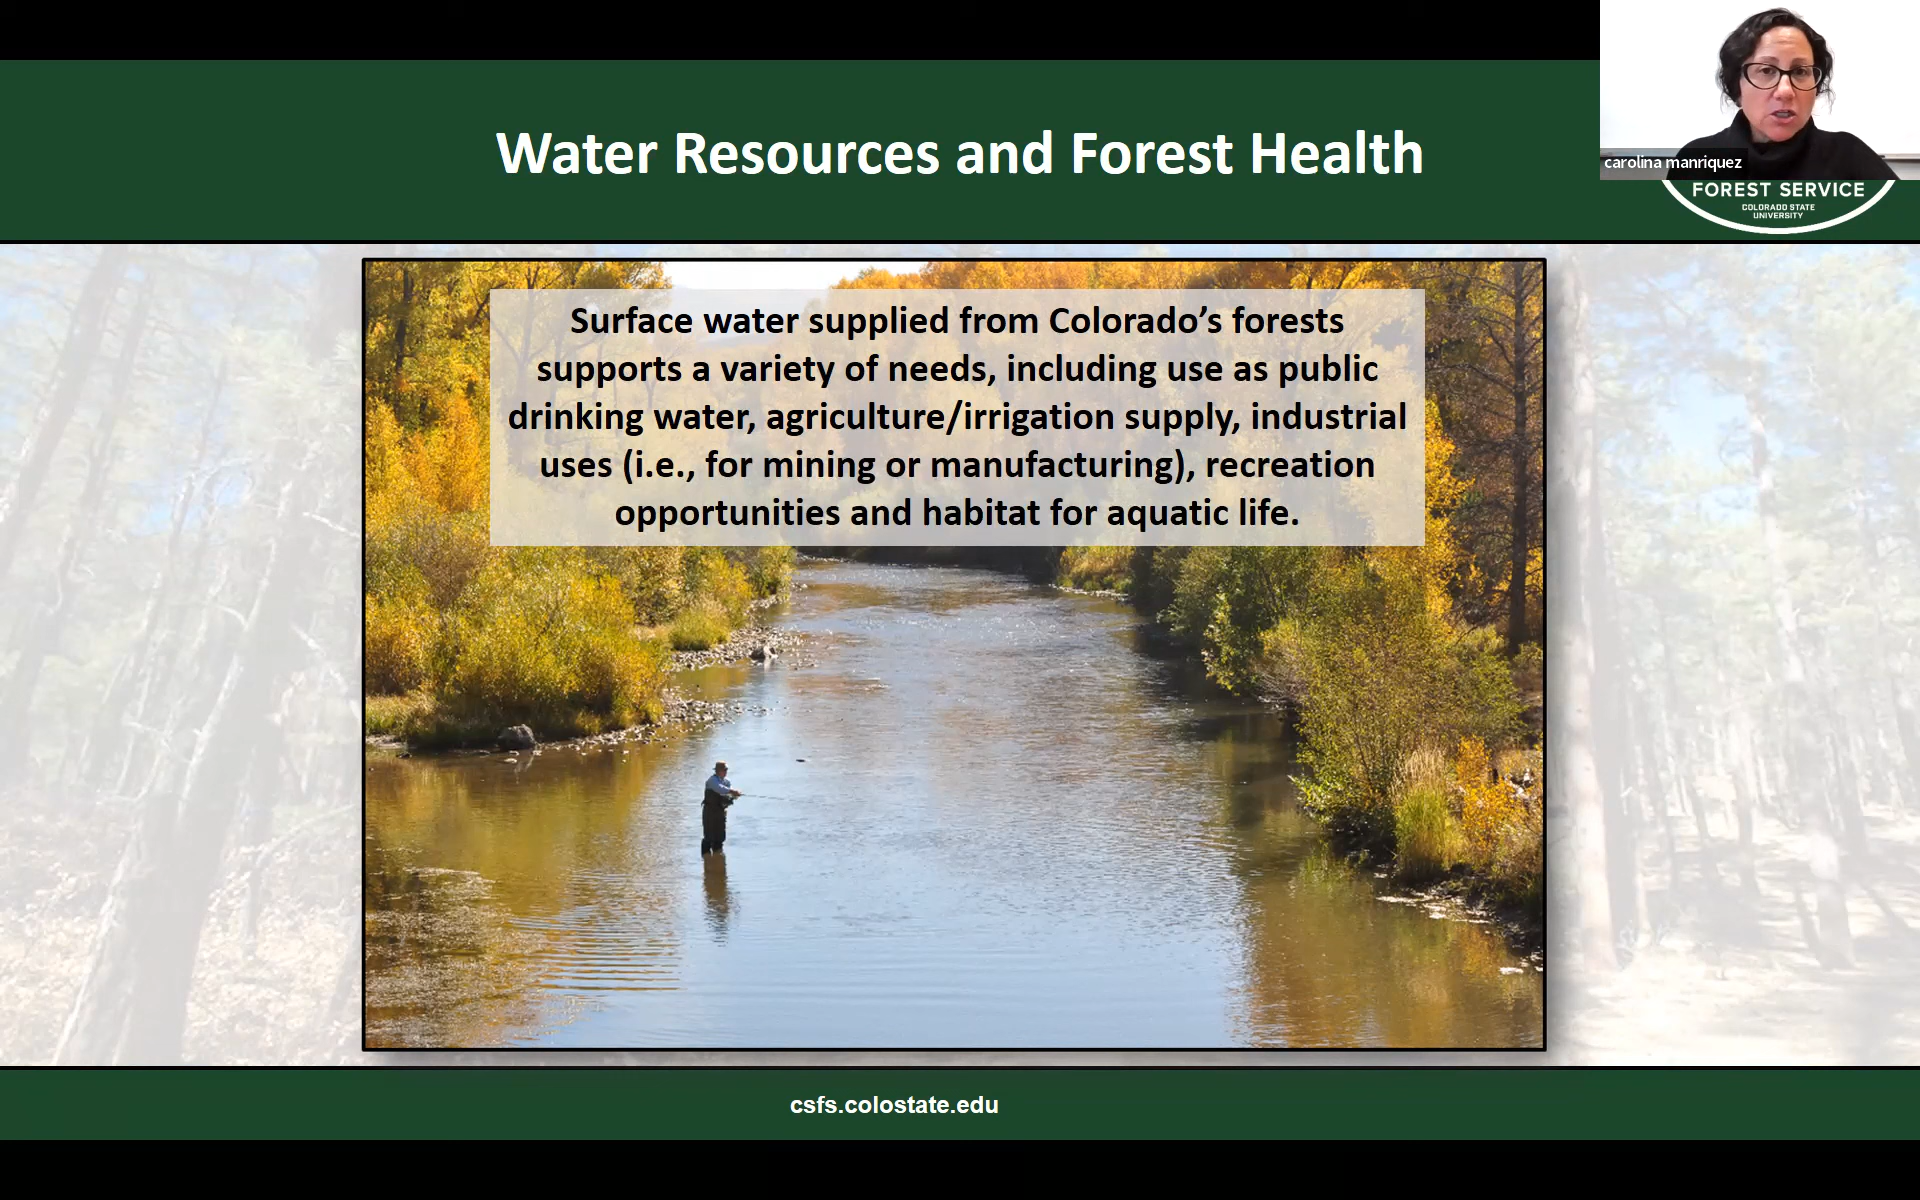 Water Resources and Forest Health
carolina manriquez
FOREST SERVICE
COLORADO STATE
UNIVERSITY
Surface water supplied from Colorado’s forests
supports a variety of needs, including use as public
drinking water, agriculture/irrigation supply, industrial
uses (i.e., for mining or manufacturing), recreation
opportunities and habitat for aquatic life.
csfs.colostate.edu